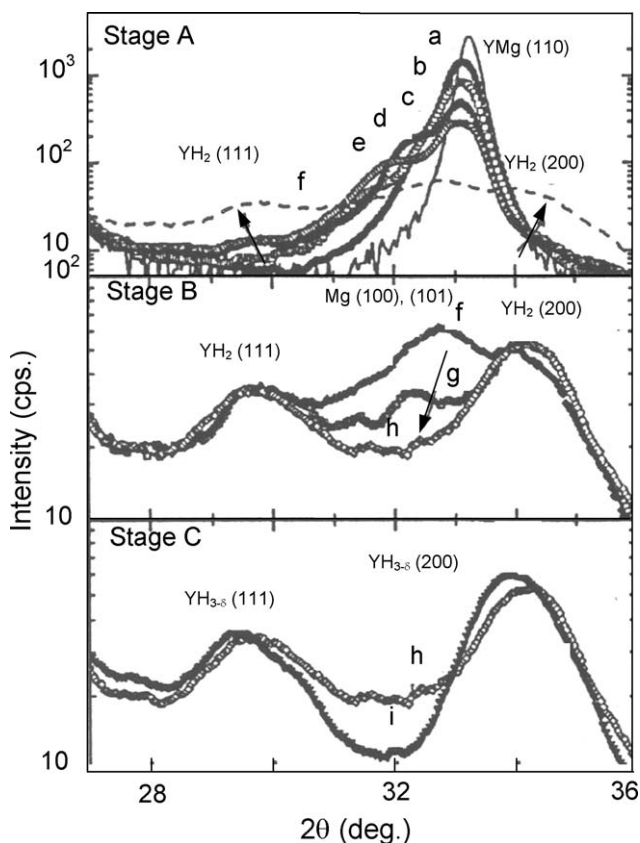 Stage A
a
YMg (110)
b
10³
c
d
e
10²
YH₂ (111)
f
YH₂ (200)
10
10²
Stage B
Mg (100), (101)
f
YH₂ (200)
YH₂ (111)
g
h
10
Stage C
YH₃₋δ (200)
YH₃₋δ (111)
h
i
10
28
32
36
2θ (deg.)
Intensity (cps.)